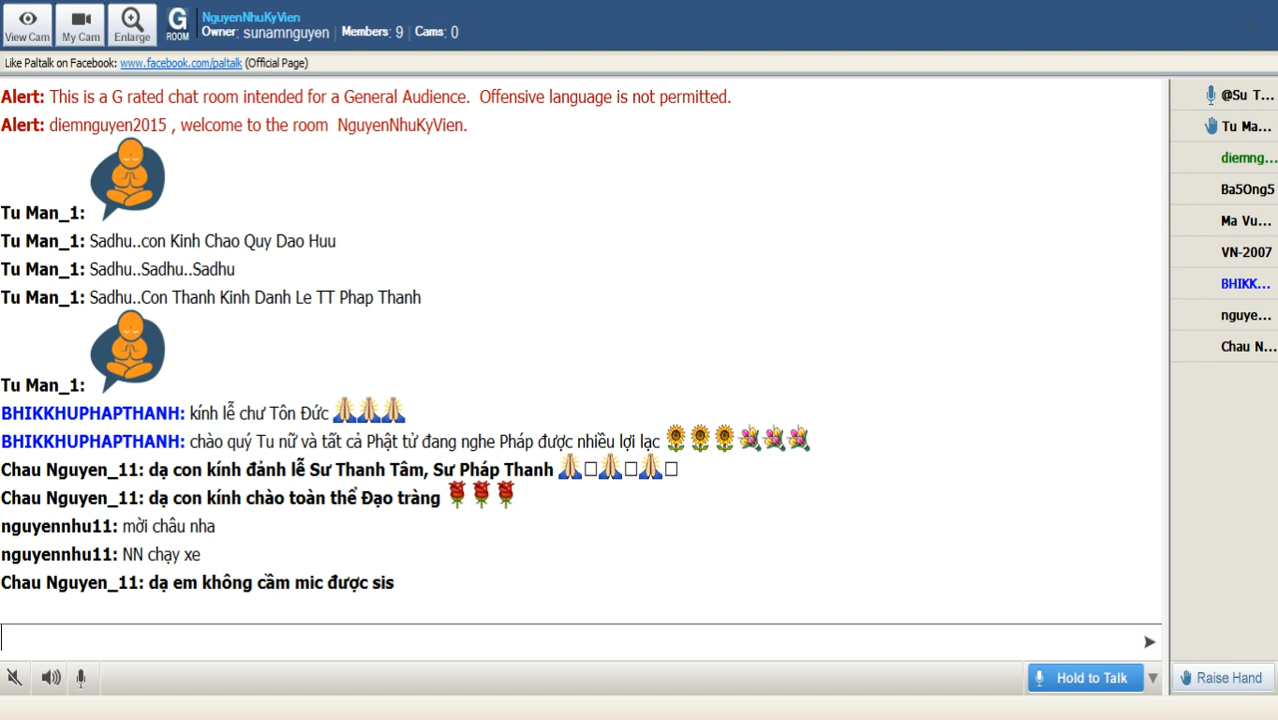 View Cam
My Cam
Enlarge
G
ROOM
NguyenNhuKyVien
Owner: sunamnguyen | Members: 9 | Cams: 0
Like Paltalk on Facebook: www.facebook.com/paltalk (Official Page)
Alert: This is a G rated chat room intended for a General Audience. Offensive language is not permitted.
Alert: diemnguyen2015 , welcome to the room NguyenNhuKyVien.
Tu Man_1:
Tu Man_1: Sadhu..con Kinh Chao Quy Dao Huu
Tu Man_1: Sadhu..Sadhu..Sadhu
Tu Man_1: Sadhu..Con Thanh Kinh Danh Le TT Phap Thanh
Tu Man_1:
BHIKKHUPHAPTHANH: kính lễ chư Tôn Đức
BHIKKHUPHAPTHANH: chào quý Tu nữ và tất cả Phật tử đang nghe Pháp được nhiều lợi lạc
Chau Nguyen_11: dạ con kính đảnh lễ Sư Thanh Tâm, Sư Pháp Thanh
Chau Nguyen_11: dạ con kính chào toàn thể Đạo tràng
nguyennhu11: mời châu nha
nguyennhu11: NN chạy xe
Chau Nguyen_11: dạ em không cầm mic được sis
@Su T...
Tu Ma...
diemng...
Ba5Ong5
Ma Vu...
VN-2007
BHIKK...
nguye...
Chau N...
Hold to Talk
Raise Hand